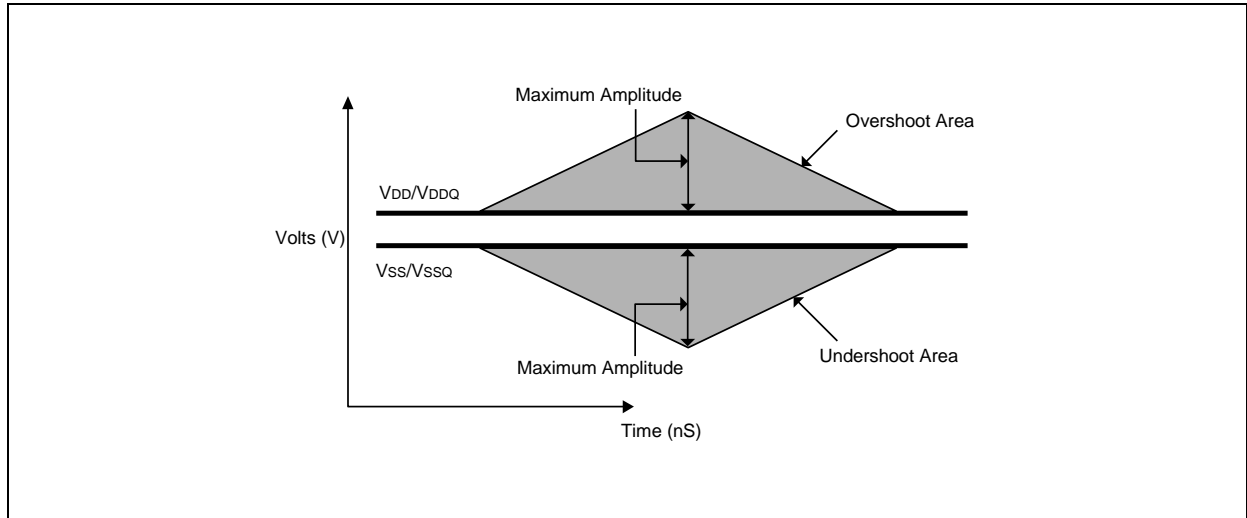 Maximum Amplitude
Overshoot Area
VDD/VDDQ
Volts (V)
VSS/VSSQ
Maximum Amplitude
Undershoot Area
Time (nS)